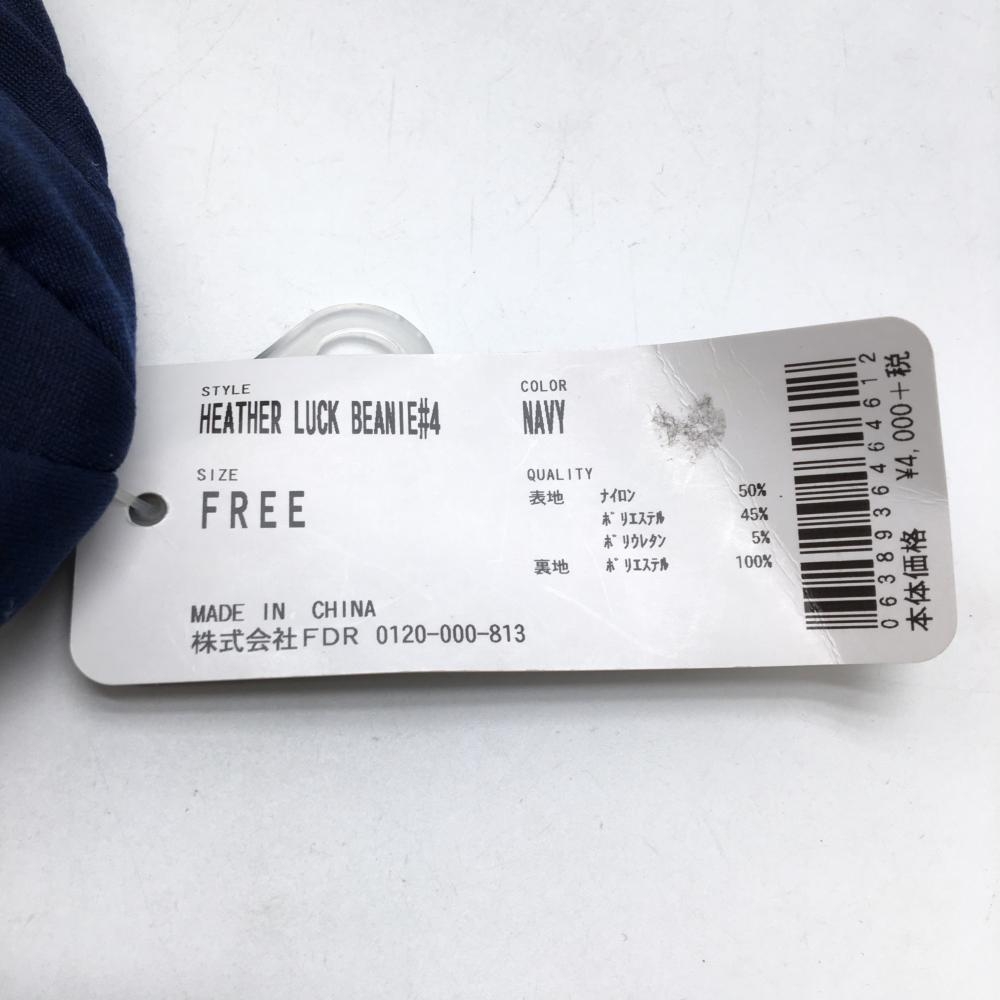 STYLE
HEATHER LUCK BEANIE#4
COLOR
NAVY
SIZE
FREE
QUALITY
表地 ﾅｲﾛﾝ 50%
ﾎﾟﾘｴｽﾃﾙ 45%
ﾎﾟﾘｳﾚﾀﾝ 5%
裏地 ﾎﾟﾘｴｽﾃﾙ 100%
MADE IN CHINA
株式会社FDR 0120-000-813
0638936464612
本体価格 ¥4,000+税